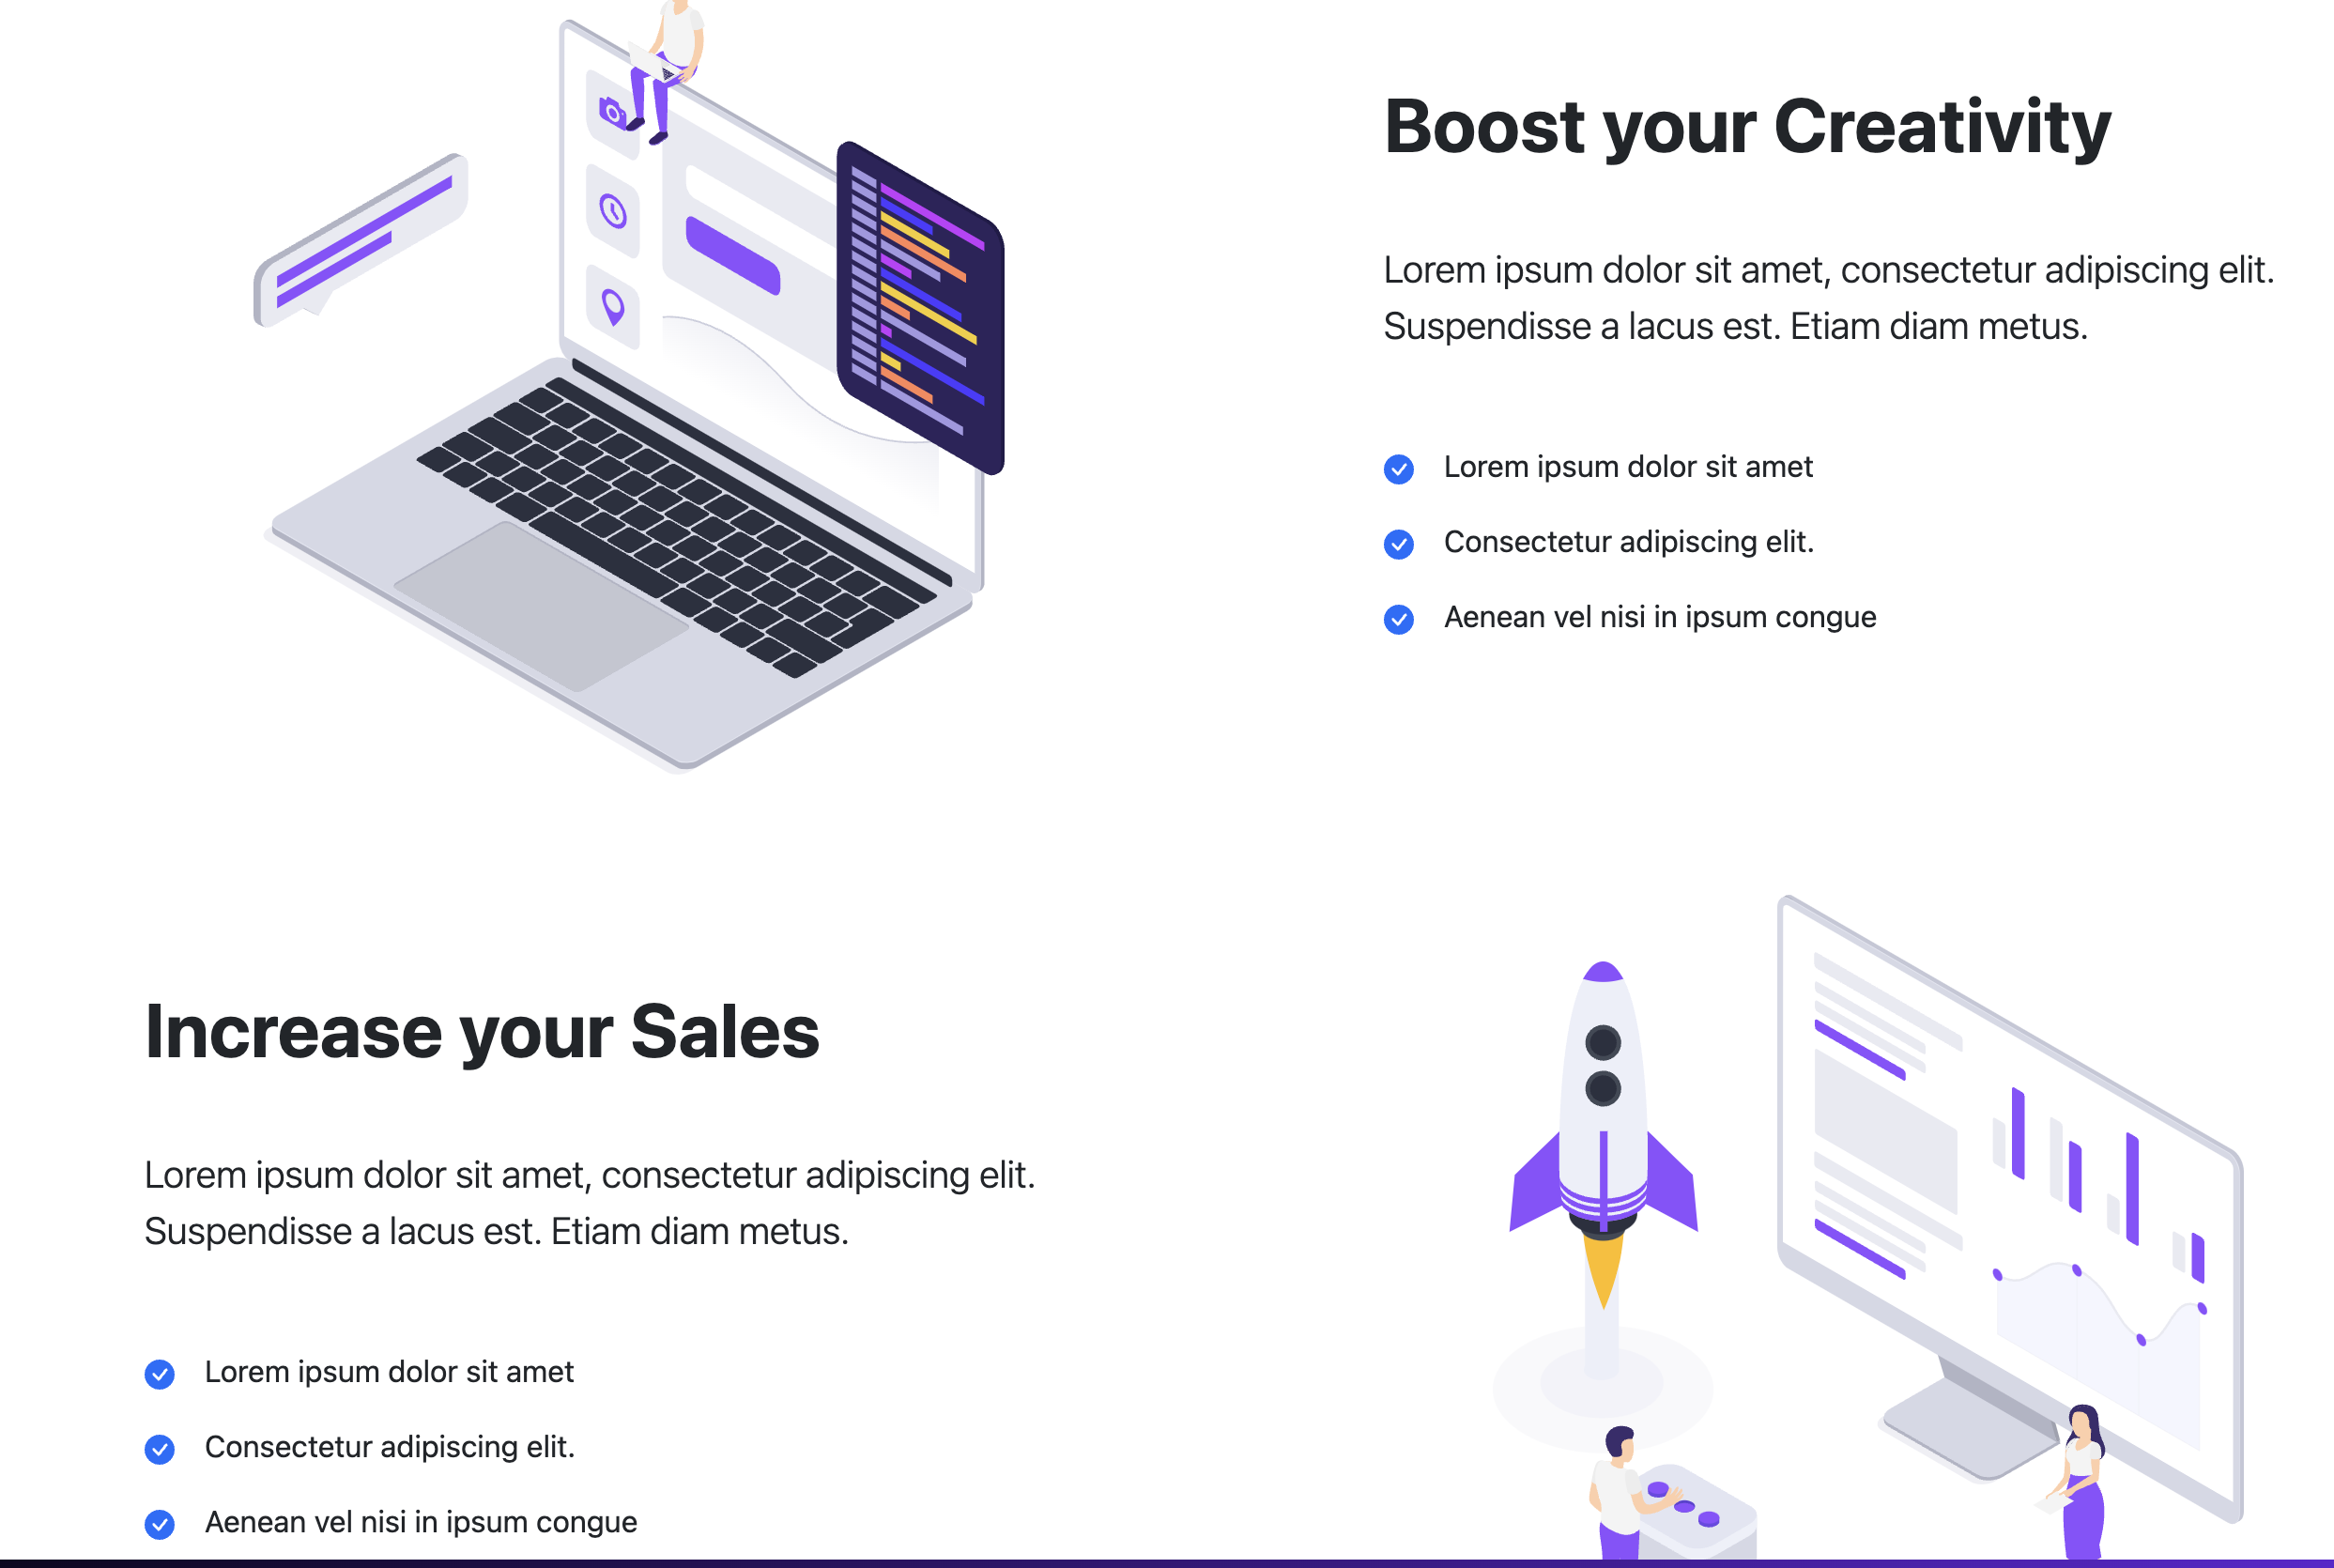 Boost your Creativity
Lorem ipsum dolor sit amet, consectetur adipiscing elit.
Suspendisse a lacus est. Etiam diam metus.
Lorem ipsum dolor sit amet
Consectetur adipiscing elit.
Aenean vel nisi in ipsum congue
Increase your Sales
Lorem ipsum dolor sit amet, consectetur adipiscing elit.
Suspendisse a lacus est. Etiam diam metus.
Lorem ipsum dolor sit amet
Consectetur adipiscing elit.
Aenean vel nisi in ipsum congue